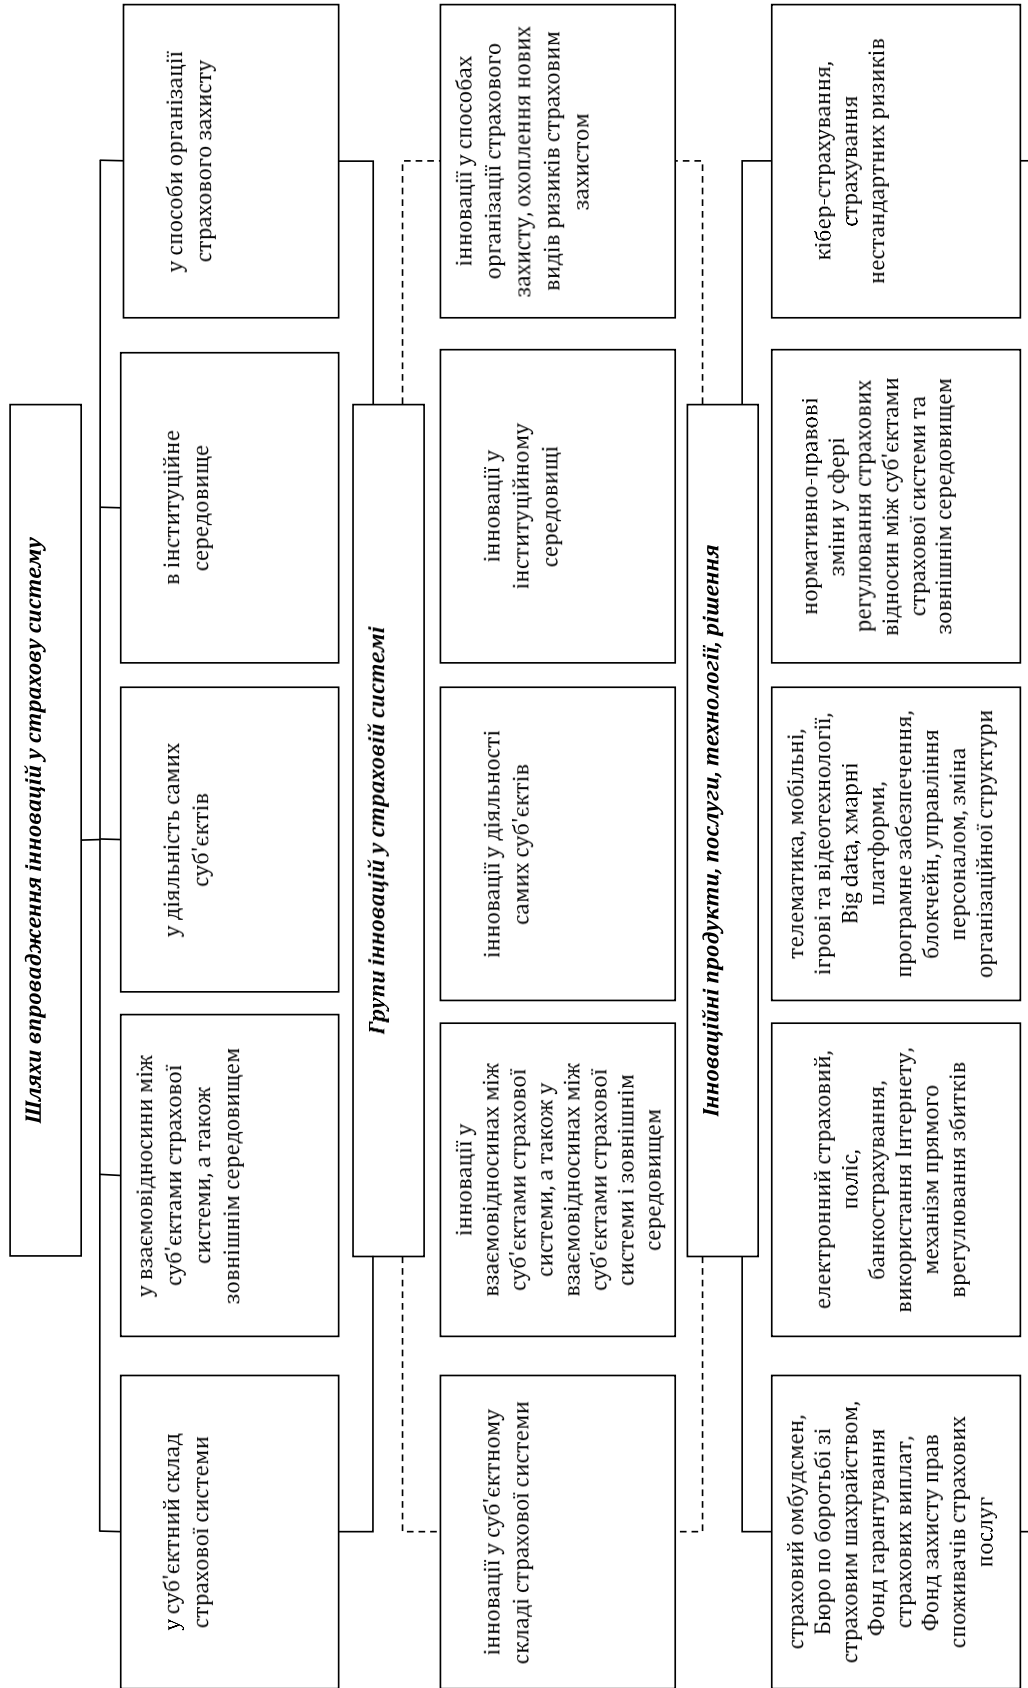 Шляхи впровадження інновацій у страхову систему
у суб'єктний склад
страхової системи
у взаємовідносини між
суб'єктами страхової
системи, а також
зовнішнім середовищем
у діяльність самих
суб'єктів
в інституційне
середовище
у способи організації
страхового захисту
Групи інновацій у страховій системі
інновації у суб'єктному
складі страхової системи
інновації у
взаємовідносинах між
суб'єктами страхової
системи, а також у
взаємовідносинах між
суб'єктами страхової
системи і зовнішнім
середовищем
інновації у діяльності
самих суб'єктів
інновації у
інституційному
середовищі
інновації у способах
організації страхового
захисту, охоплення нових
видів ризиків страховим
захистом
Інноваційні продукти, послуги, технології, рішення
страховий омбудсмен,
Бюро по боротьбі зі
страховим шахрайством,
Фонд гарантування
страхових виплат,
Фонд захисту прав
споживачів страхових
послуг
електронний страховий,
поліс,
банкострахування,
використання Інтернету,
механізм прямого
врегулювання збитків
телематика, мобільні,
ігрові та відеотехнології,
Big data, хмарні
платформи,
програмне забезпечення,
блокчейн, управління
персоналом, зміна
організаційної структури
нормативно-правові
зміни у сфері
регулювання страхових
відносин між суб'єктами
страхової системи та
зовнішнім середовищем
кібер-страхування,
страхування
нестандартних ризиків